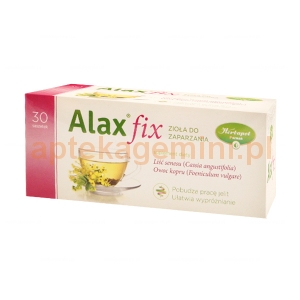 30
Alax® fix
ZIOŁA DO
ZAPARZANIA
Herbapol
Liść senesu (Cassia angustifolia)
Owoc kopru (Foeniculum vulgare)
Pobudza pracę jelit
Ułatwia wypróżnianie
aptekagemini.pl